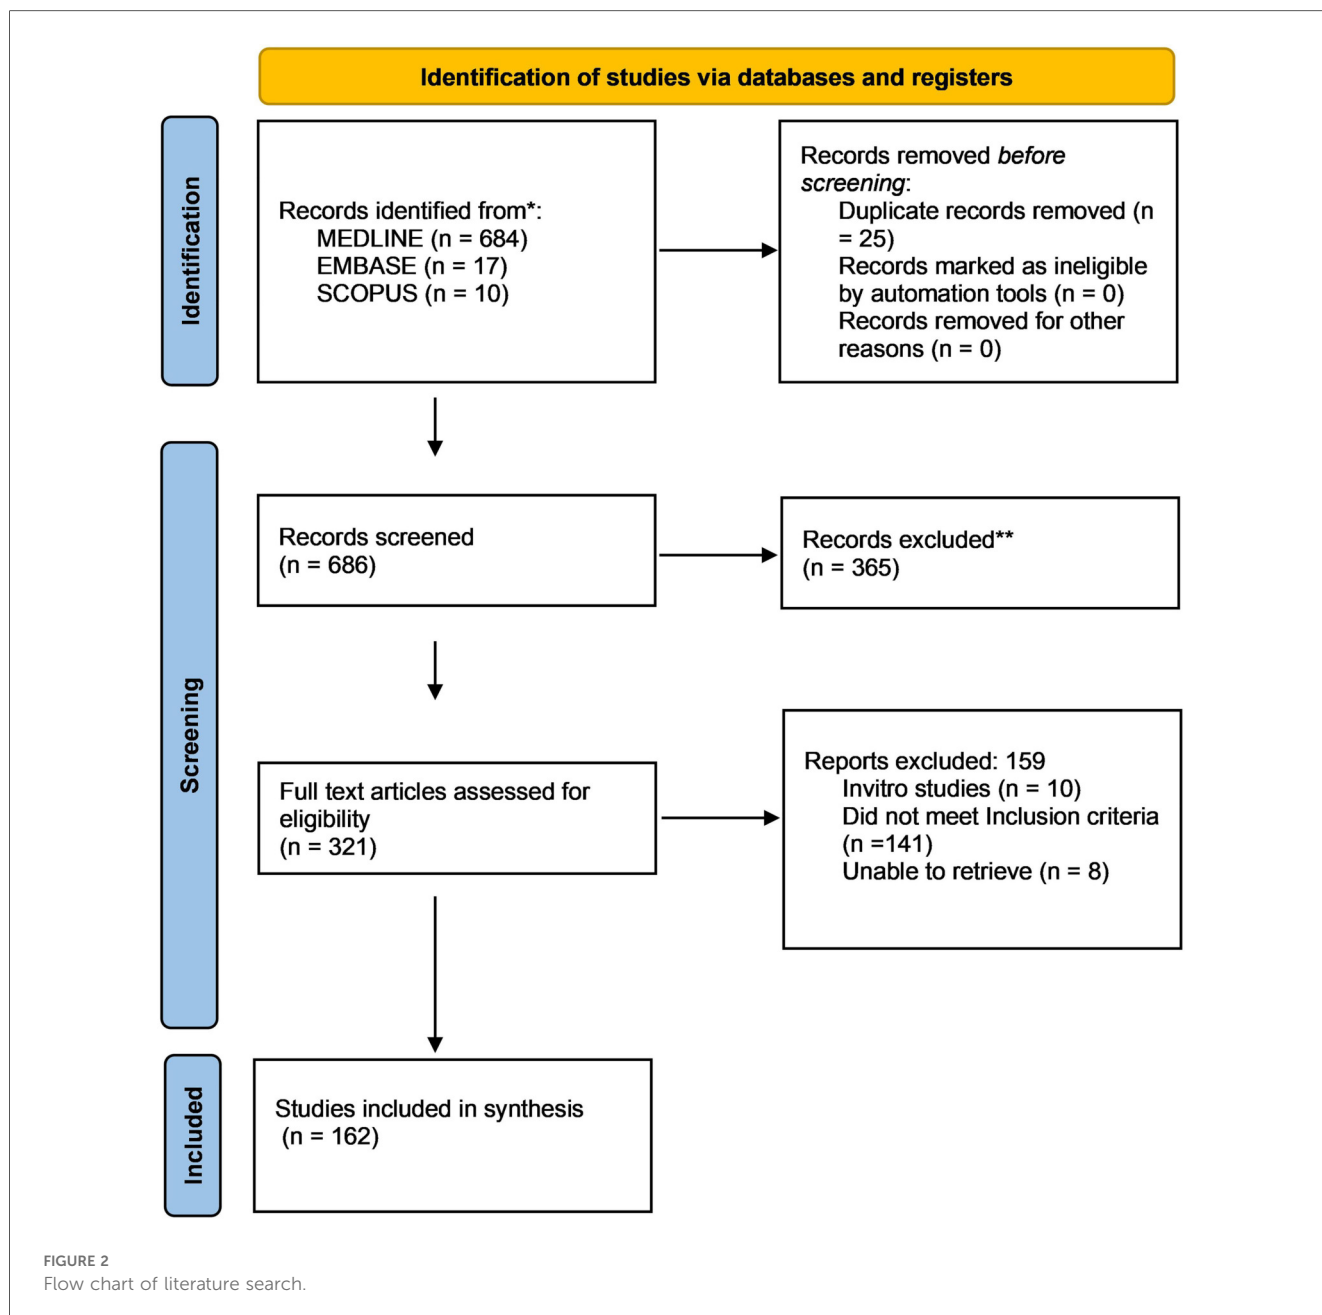 Identification of studies via databases and registers
Identification
Records identified from*:
MEDLINE (n = 684)
EMBASE (n = 17)
SCOPUS (n = 10)
Records removed before
screening:
Duplicate records removed (n
= 25)
Records marked as ineligible
by automation tools (n = 0)
Records removed for other
reasons (n = 0)
Screening
Records screened
(n = 686)
Records excluded**
(n = 365)
Full text articles assessed for
eligibility
(n = 321)
Reports excluded: 159
Invitro studies (n = 10)
Did not meet Inclusion criteria
(n =141)
Unable to retrieve (n = 8)
Included
Studies included in synthesis
(n = 162)
FIGURE 2
Flow chart of literature search.